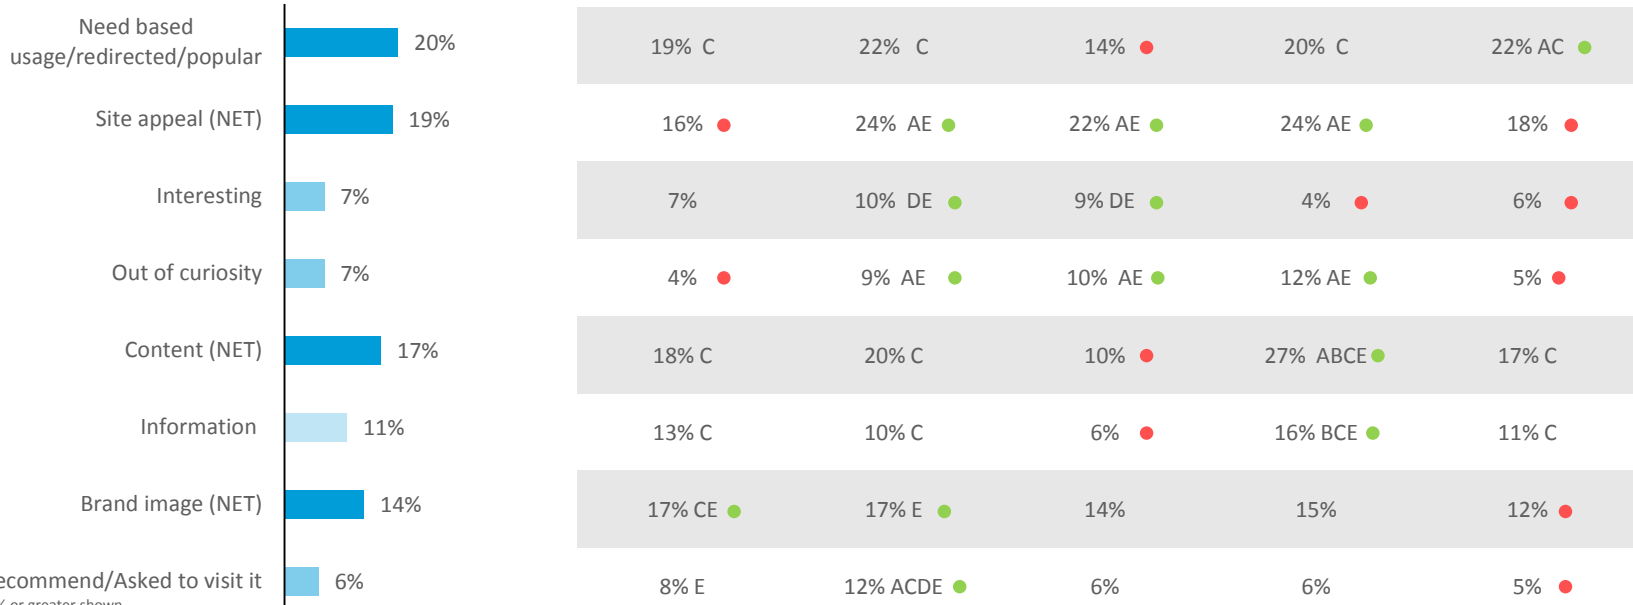 Need based
usage/redirected/popular 20% 19% C 22% C 14% 20% C 22% AC
Site appeal (NET) 19% 16% 24% AE 22% AE 24% AE 18%
Interesting 7% 7% 10% DE 9% DE 4% 6%
Out of curiosity 7% 4% 9% AE 10% AE 12% AE 5%
Content (NET) 17% 18% C 20% C 10% 27% ABCE 17% C
Information 11% 13% C 10% C 6% 16% BCE 11% C
Brand image (NET) 14% 17% CE 17% E 14% 15% 12%
ecommend/Asked to visit it 6% 8% E 12% ACDE 6% 6% 5%
% or greater shown